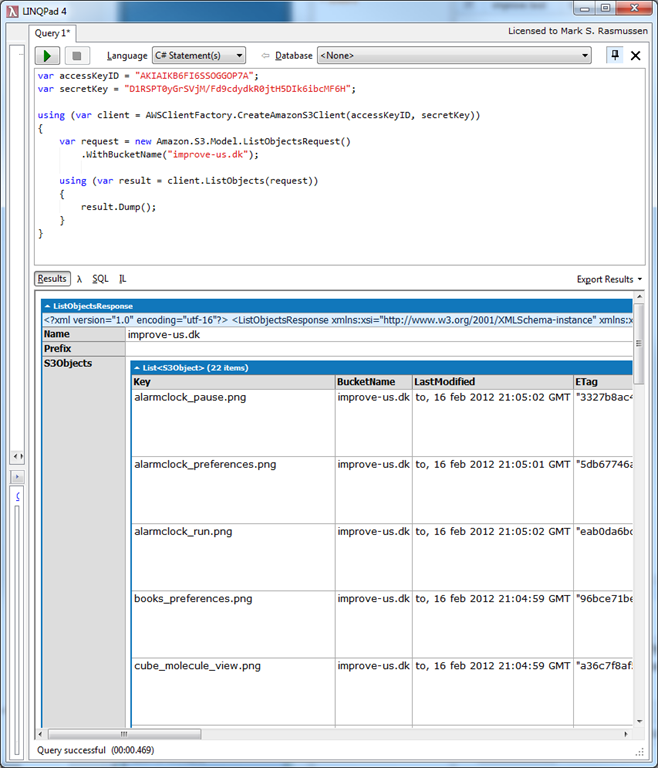 LINQPad 4
Query 1*
Licensed to Mark S. Rasmussen
Language C# Statement(s) Database <None>
var accessKeyID = "AKIAIKB6FI6SSOGGOP7A";
var secretKey = "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";
using (var client = AWSClientFactory.CreateAmazonS3Client(accessKeyID, secretKey))
{
var request = new Amazon.S3.Model.ListObjectsRequest()
.WithBucketName("improve-us.dk");
using (var result = client.ListObjects(request))
{
result.Dump();
}
}
Results λ SQL IL Export Results
ListObjectsResponse
<?xml version="1.0" encoding="utf-16"?> <ListObjectsResponse xmlns:xsi="http://www.w3.org/2001/XMLSchema-instance" xmlns:x
Name improve-us.dk
Prefix
S3Objects List<S3Object> (22 items)
Key BucketName LastModified ETag
alarmclock_pause.png improve-us.dk to, 16 feb 2012 21:05:02 GMT "3327b8ac4
alarmclock_preferences.png improve-us.dk to, 16 feb 2012 21:05:01 GMT "5db67746a
alarmclock_run.png improve-us.dk to, 16 feb 2012 21:05:02 GMT "eab0da6bc
books_preferences.png improve-us.dk to, 16 feb 2012 21:04:59 GMT "96bce71be
cube_molecule_view.png improve-us.dk to, 16 feb 2012 21:04:59 GMT "a36c7f8af
Query successful (00:00.469)